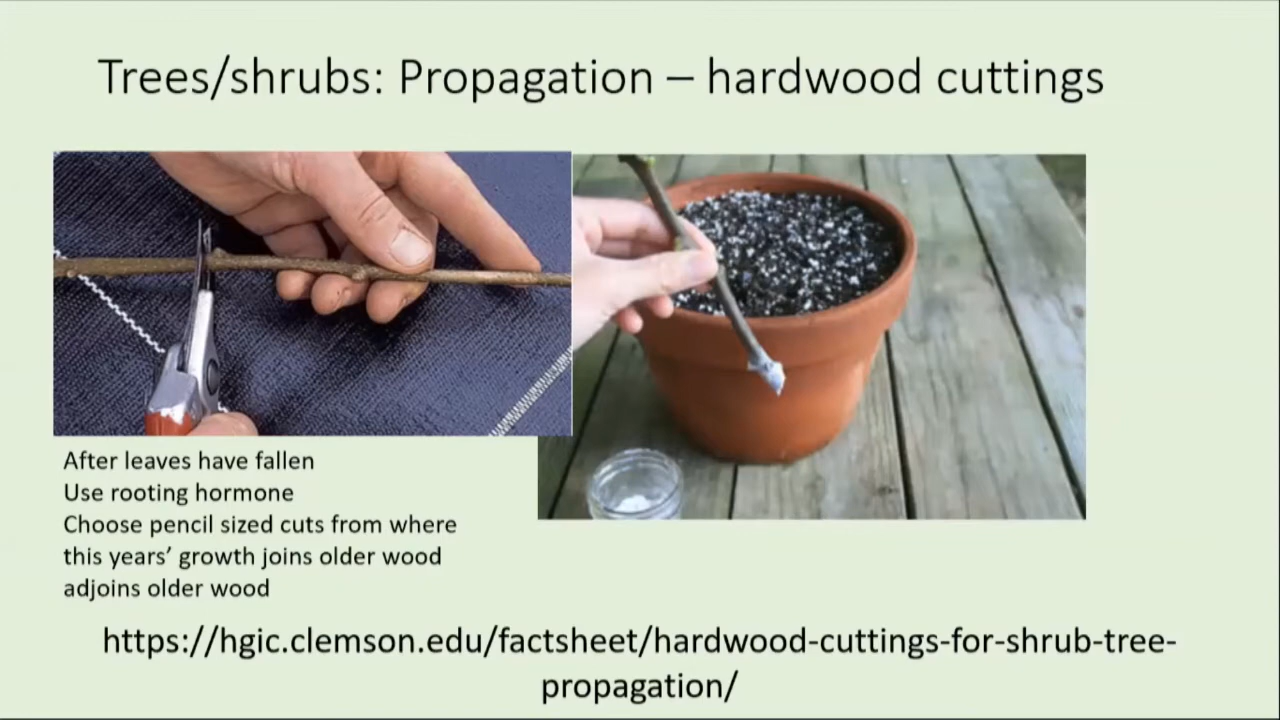 Trees/shrubs: Propagation – hardwood cuttings
After leaves have fallen
Use rooting hormone
Choose pencil sized cuts from where
this years’ growth joins older wood
adjoins older wood
https://hgic.clemson.edu/factsheet/hardwood-cuttings-for-shrub-tree-
propagation/